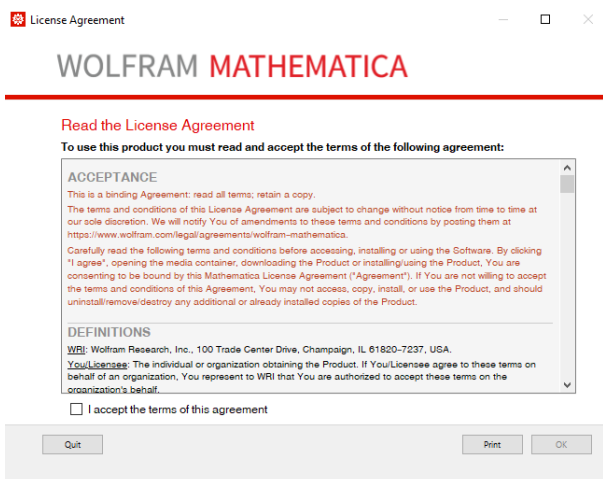 License Agreement
WOLFRAM MATHEMATICA
Read the License Agreement
To use this product you must read and accept the terms of the following agreement:
ACCEPTANCE
This is a binding Agreement: read all terms; retain a copy.
The terms and conditions of this License Agreement are subject to change without notice from time to time at
our sole discretion. We will notify You of amendments to these terms and conditions by posting them at
https://www.wolfram.com/legal/agreements/wolfram-mathematica.
Carefully read the following terms and conditions before accessing, installing or using the Software. By clicking
"I agree", opening the media container, downloading the Product or installing/using the Product, You are
consenting to be bound by this Mathematica License Agreement ("Agreement"). If You are not willing to accept
the terms and conditions of this Agreement, You may not access, copy, install, or use the Product, and should
uninstall/remove/destroy any additional or already installed copies of the Product.
DEFINITIONS
WRI: Wolfram Research, Inc., 100 Trade Center Drive, Champaign, IL 61820-7237, USA.
You/Licensee: The individual or organization obtaining the Product. If You/Licensee agree to these terms on
behalf of an organization, You represent to WRI that You are authorized to accept these terms on the
organization's behalf.
I accept the terms of this agreement
Quit Print OK